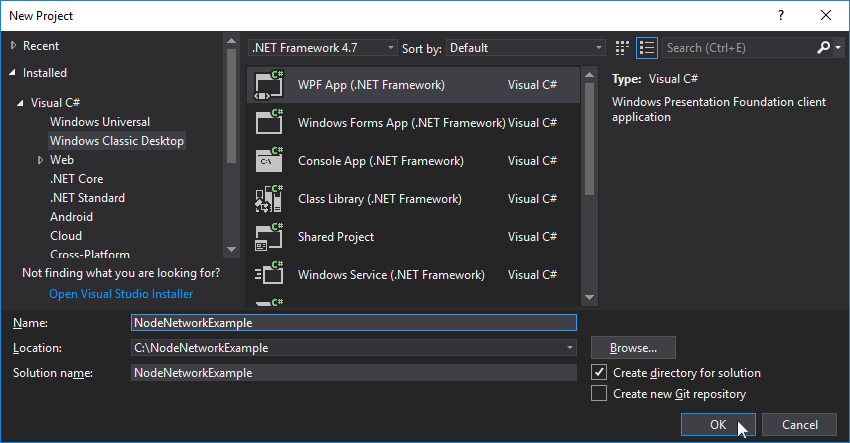 New Project
? 
Recent
Installed
Visual C#
Windows Universal
Windows Classic Desktop
Web
.NET Core
.NET Standard
Android
Cloud
Cross-Platform
Not finding what you are looking for?
Open Visual Studio Installer
.NET Framework 4.7 Sort by: Default
Search (Ctrl+E)
C# WPF App (.NET Framework) Visual C#
C# Windows Forms App (.NET Framework) Visual C#
C# C:\ Console App (.NET Framework) Visual C#
C# Class Library (.NET Framework) Visual C#
C# Shared Project Visual C#
C# Windows Service (.NET Framework) Visual C#
C#
Type: Visual C#
Windows Presentation Foundation client
application
Name: NodeNetworkExample
Location: C:\NodeNetworkExample Browse...
Solution name: NodeNetworkExample Create directory for solution
Create new Git repository
OK Cancel